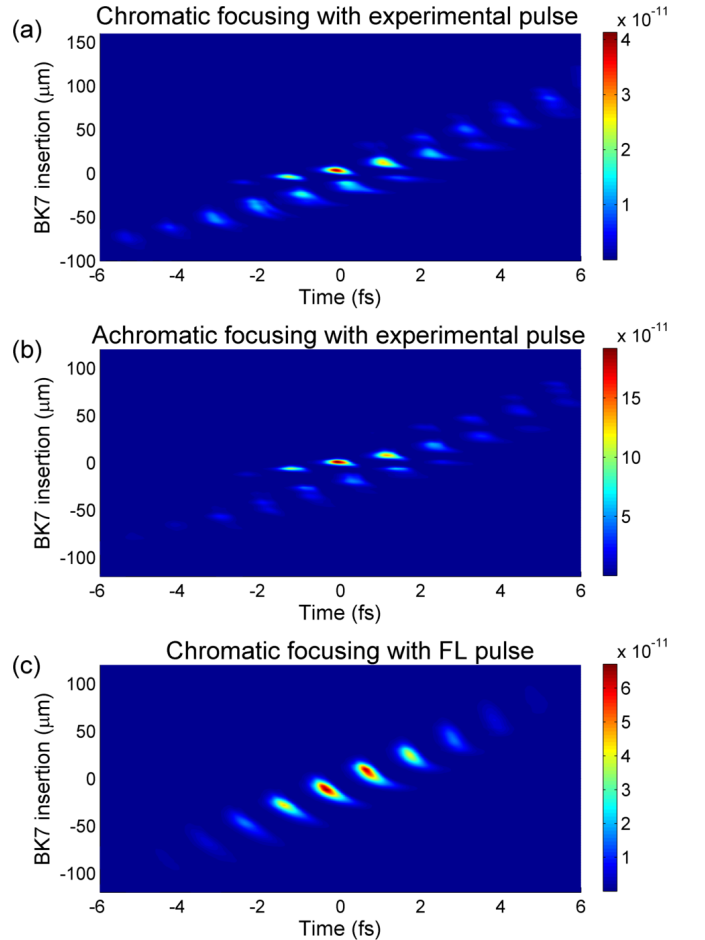 (a) Chromatic focusing with experimental pulse
x 10⁻¹¹
BK7 insertion (μm)
150
100
50
0
-50
-100
-6 -4 -2 0 2 4 6
Time (fs)
4
3
2
1
(b) Achromatic focusing with experimental pulse
x 10⁻¹¹
BK7 insertion (μm)
100
50
0
-50
-100
-6 -4 -2 0 2 4 6
Time (fs)
15
10
5
(c) Chromatic focusing with FL pulse
x 10⁻¹¹
BK7 insertion (μm)
100
50
0
-50
-100
-6 -4 -2 0 2 4 6
Time (fs)
6
5
4
3
2
1